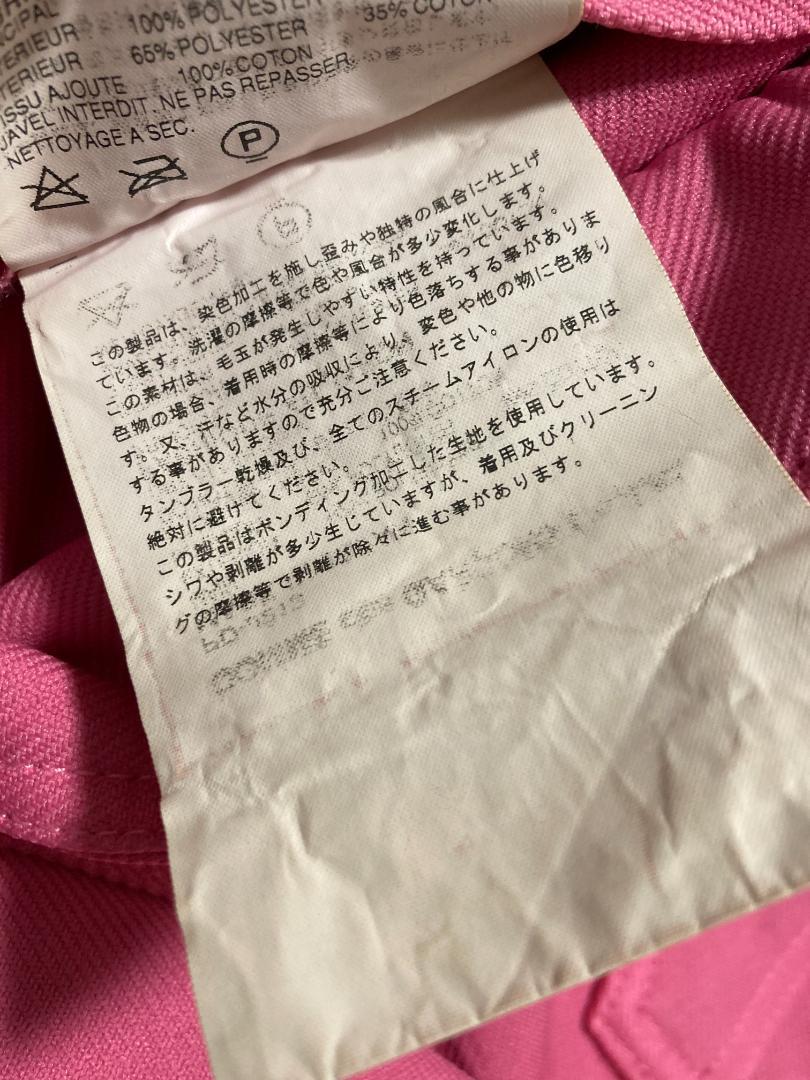 CIPAL 100% POLYESTER
ERIEUR 65% POLYESTER 35% COTON
TERIEUR 100% COTON
ISSU AJOUTE
JAVEL INTERDIT .NE PAS REPASSER.
NETTOYAGE A SEC.
P
この製品は、染色加工を施し歪みや独特の風合に仕上げ
ています。洗濯の摩擦等で色や風合が多少変化します。
この素材は、毛玉が発生しやすい特性を持っています。
色物の場合、着用時の摩擦等により色落ちする事がありま
す。又、汗など水分の吸収により、変色や他の物に色移り
する事がありますので充分ご注意ください。
タンブラー乾燥及び、全てのスチームアイロンの使用は
絶対に避けてください。
この製品はボンディング加工した生地を使用しています。
シワや剥離が多少生じていますが、着用及びクリーニン
グの摩擦等で剥離が除々に進む事があります。